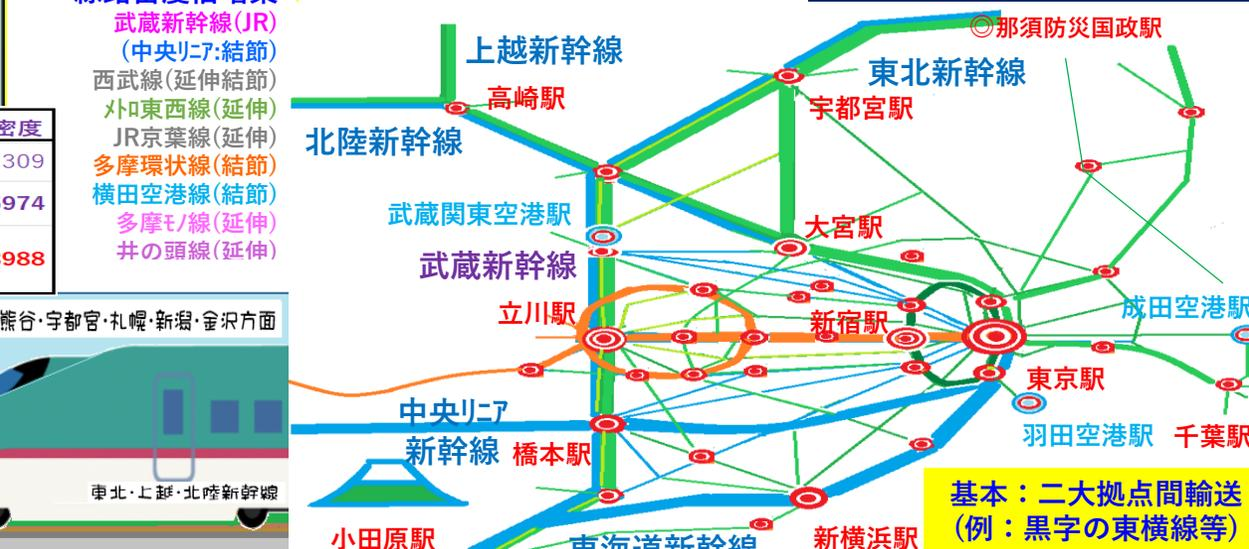 武蔵新幹線(JR)
(中央ﾘﾆｱ:結節)
西武線(延伸結節)
ﾒﾄﾛ東西線(延伸)
JR京葉線(延伸)
多摩環状線(結節)
横田空港線(結節)
多摩ﾓﾉ線(延伸)
井の頭線(延伸)
密度
309
974
988
熊谷･宇都宮･札幌･新潟･金沢方面
東北･上越･北陸新幹線
◎那須防災国政駅
上越新幹線
東北新幹線
高崎駅
宇都宮駅
北陸新幹線
武蔵関東空港駅
大宮駅
武蔵新幹線
立川駅
新宿駅
成田空港駅
東京駅
中央ﾘﾆｱ
新幹線
橋本駅
羽田空港駅
千葉駅
小田原駅
東海道新幹線
新横浜駅
基本：二大拠点間輸送
(例：黒字の東横線等)